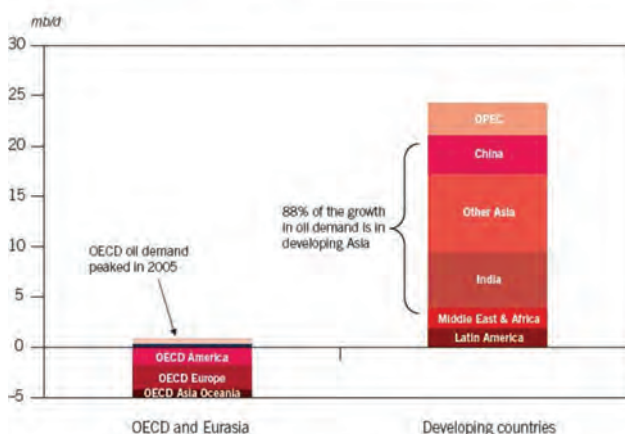 mb/d
30
25
20
15
10
5
0
–5
OECD oil demand
peaked in 2005
OECD America
OECD Europe
OECD Asia Oceania
OECD and Eurasia
88% of the growth
in oil demand is in
developing Asia
OPEC
China
Other Asia
India
Middle East & Africa
Latin America
Developing countries